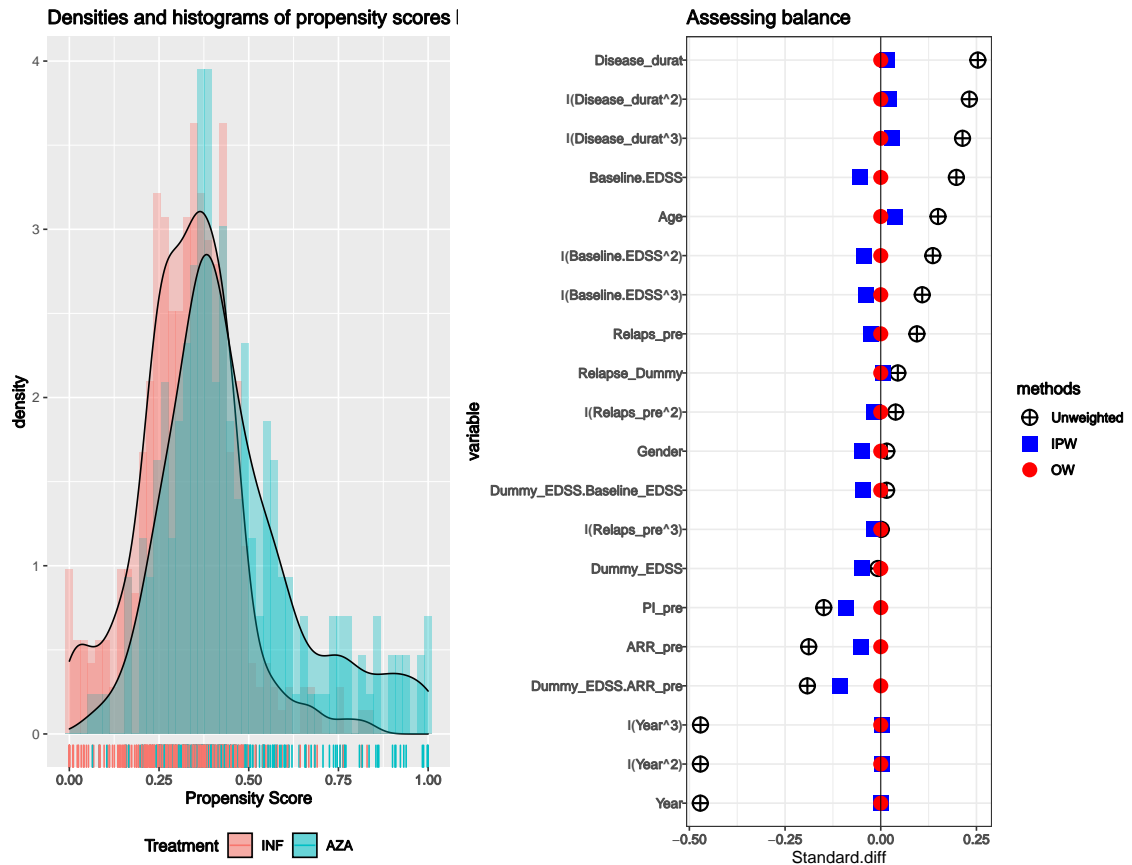 Densities and histograms of propensity scores
4
3
2
1
0
density
0.00
0.25
0.50
0.75
1.00
Propensity Score
Treatment
INF
AZA
Assessing balance
variable
Disease_durat
I(Disease_durat^2)
I(Disease_durat^3)
Baseline.EDSS
Age
I(Baseline.EDSS^2)
I(Baseline.EDSS^3)
Relaps_pre
Relapse_Dummy
I(Relaps_pre^2)
Gender
Dummy_EDSS.Baseline_EDSS
I(Relaps_pre^3)
Dummy_EDSS
PI_pre
ARR_pre
Dummy_EDSS.ARR_pre
I(Year^3)
I(Year^2)
Year
−0.50
−0.25
0.00
0.25
Standard.diff
methods
Unweighted
IPW
OW